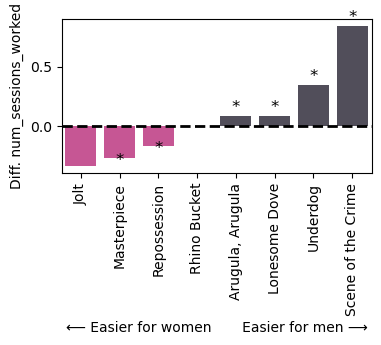 Diff. num_sessions_worked
0.5
0.0
*
*
*
*
*
*
Jolt
Masterpiece
Repossession
Rhino Bucket
Arugula, Arugula
Lonesome Dove
Underdog
Scene of the Crime
⟵ Easier for women
Easier for men ⟶